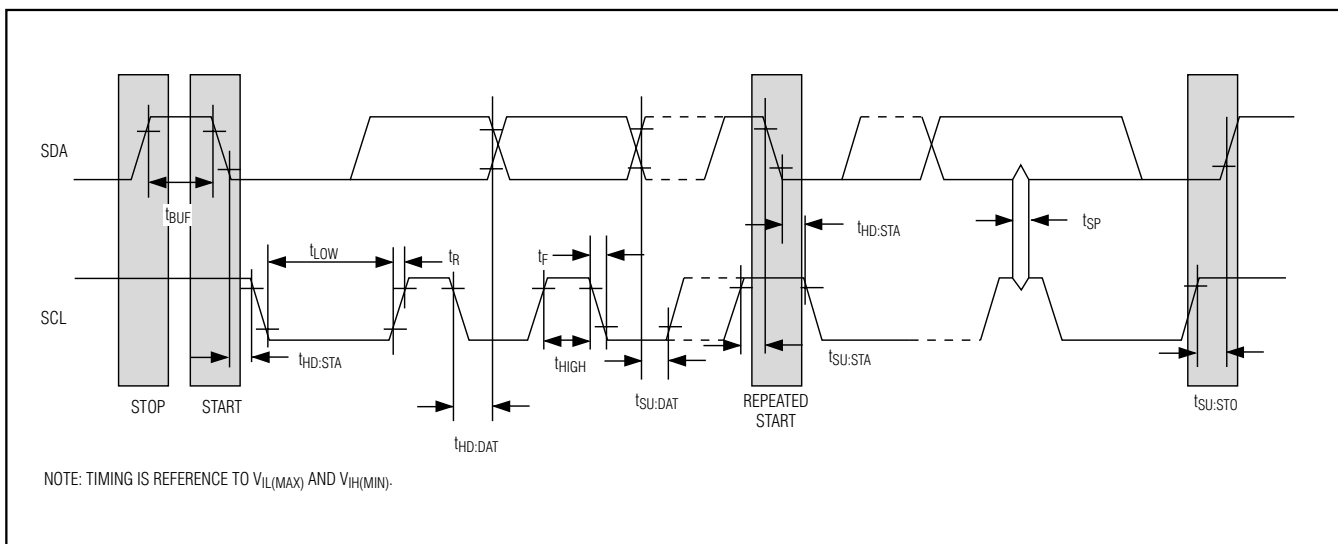 SDA
tBUF
tLOW
tR
tF
tHD:STA
tSP
SCL
tHD:STA
tHIGH
tSU:DAT
tSU:STA
tSU:STO
STOP
START
REPEATED
START
tHD:DAT
NOTE: TIMING IS REFERENCE TO VIL(MAX) AND VIH(MIN).